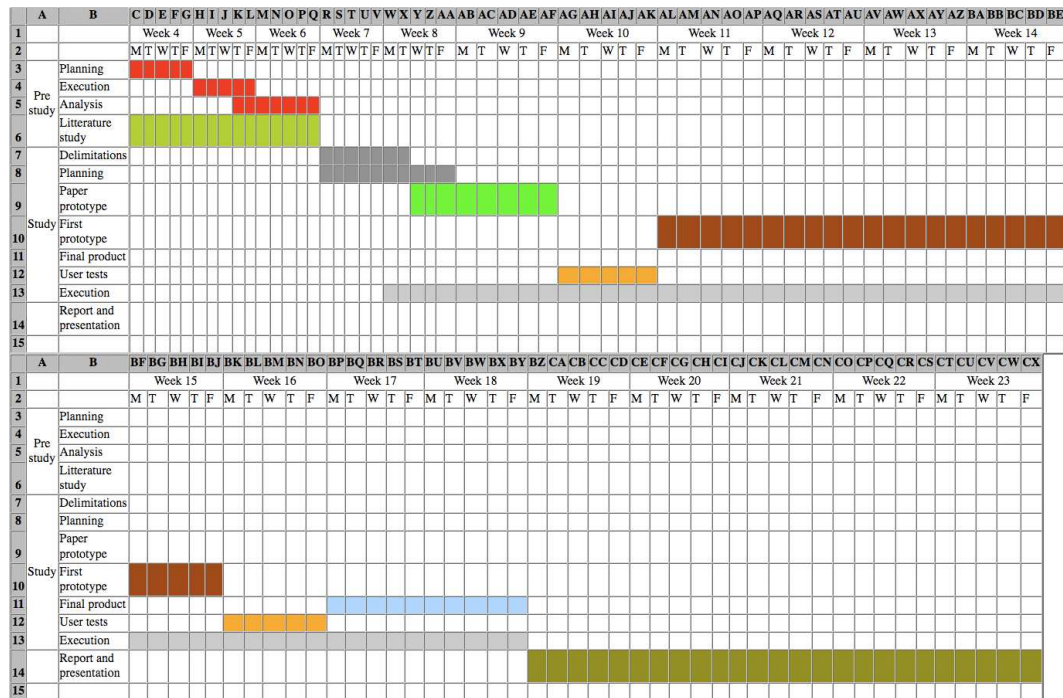 A B C D E F G H I J K L M N O P Q R S T U V W X Y Z AA AB AC AD AE AF AG AH AI AJ AK AL AM AN AO AP AQ AR AS AT AU AV AW AX AY AZ BA BB BC BD BE
1 Week 4 Week 5 Week 6 Week 7 Week 8 Week 9 Week 10 Week 11 Week 12 Week 13 Week 14
2 M T W T F M T W T F M T W T F M T W T F M T W T F M T W T F M T W T F M T W T F M T W T F M T W T F M T W T F
3 Planning
4 Execution
Pre
study
5 Analysis
Litterature
6 study
7 Delimitations
8 Planning
Paper
9 prototype
Study First
10 prototype
11 Final product
12 User tests
13 Execution
Report and
14 presentation
15
A B BF BG BH BI BJ BK BL BM BN BO BP BQ BR BS BT BU BV BW BX BY BZ CA CB CC CD CE CF CG CH CI CJ CK CL CM CN CO CP CQ CR CS CT CU CV CW CX
1 Week 15 Week 16 Week 17 Week 18 Week 19 Week 20 Week 21 Week 22 Week 23
2 M T W T F M T W T F M T W T F M T W T F M T W T F M T W T F M T W T F M T W T F M T W T F
3 Planning
4 Execution
Pre
study
5 Analysis
Litterature
6 study
7 Delimitations
8 Planning
Paper
9 prototype
Study First
10 prototype
11 Final product
12 User tests
13 Execution
Report and
14 presentation
15